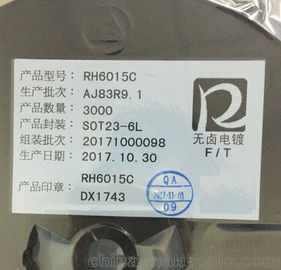 产品型号: RH6015C
生产批次: AJ83R9.1
产品数量: 3000
产品封装: SOT23-6L
组装批次: 20171000098
生产日期: 2017.10.30
无卤电镀
F/T
产品印章: RH6015C
DX1743
QA
2017-11-01
09